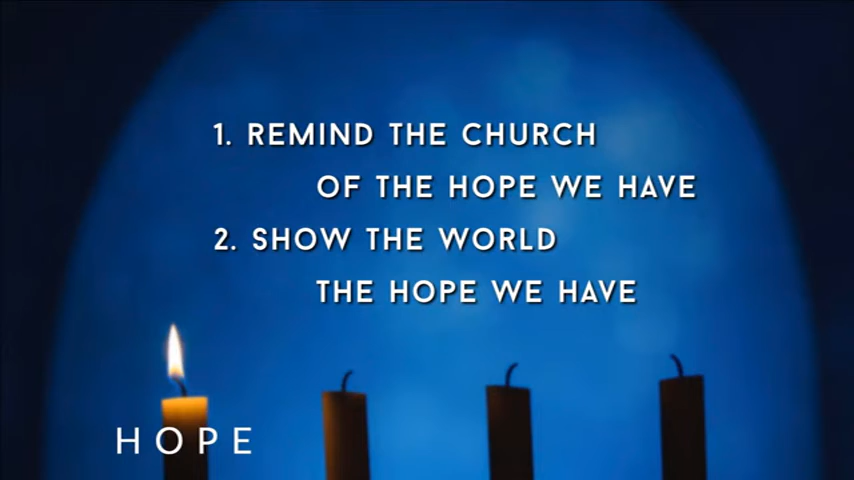 1. REMIND THE CHURCH
OF THE HOPE WE HAVE
2. SHOW THE WORLD
THE HOPE WE HAVE
HOPE